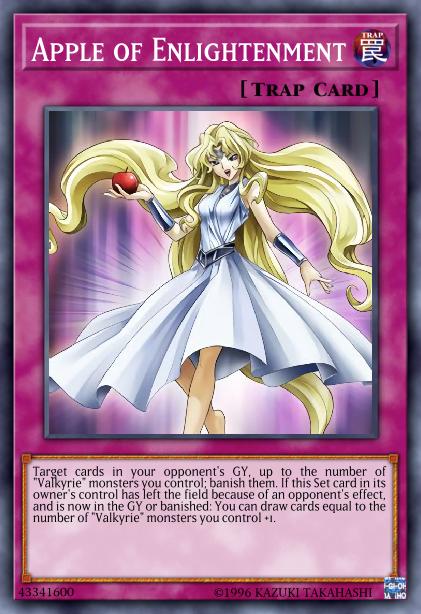 APPLE OF ENLIGHTENMENT
TRAP
罠
[TRAP CARD]
Target cards in your opponent's GY, up to the number of
"Valkyrie" monsters you control; banish them. If this Set card in its
owner's control has left the field because of an opponent's effect,
and is now in the GY or banished: You can draw cards equal to the
number of "Valkyrie" monsters you control +1.
43341600
©1996 KAZUKI TAKAHASHI